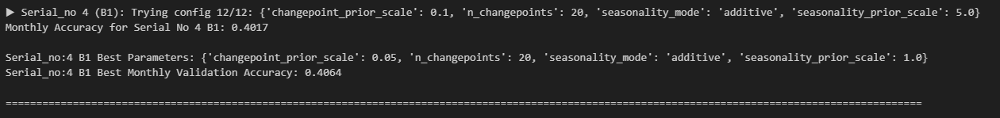 ▶ Serial_no 4 (B1): Trying config 12/12: {'changepoint_prior_scale': 0.1, 'n_changepoints': 20, 'seasonality_mode': 'additive', 'seasonality_prior_scale': 5.0}
Monthly Accuracy for Serial No 4 B1: 0.4017
Serial_no:4 B1 Best Parameters: {'changepoint_prior_scale': 0.05, 'n_changepoints': 20, 'seasonality_mode': 'additive', 'seasonality_prior_scale': 1.0}
Serial_no:4 B1 Best Monthly Validation Accuracy: 0.4064
======================================================================================================================================================